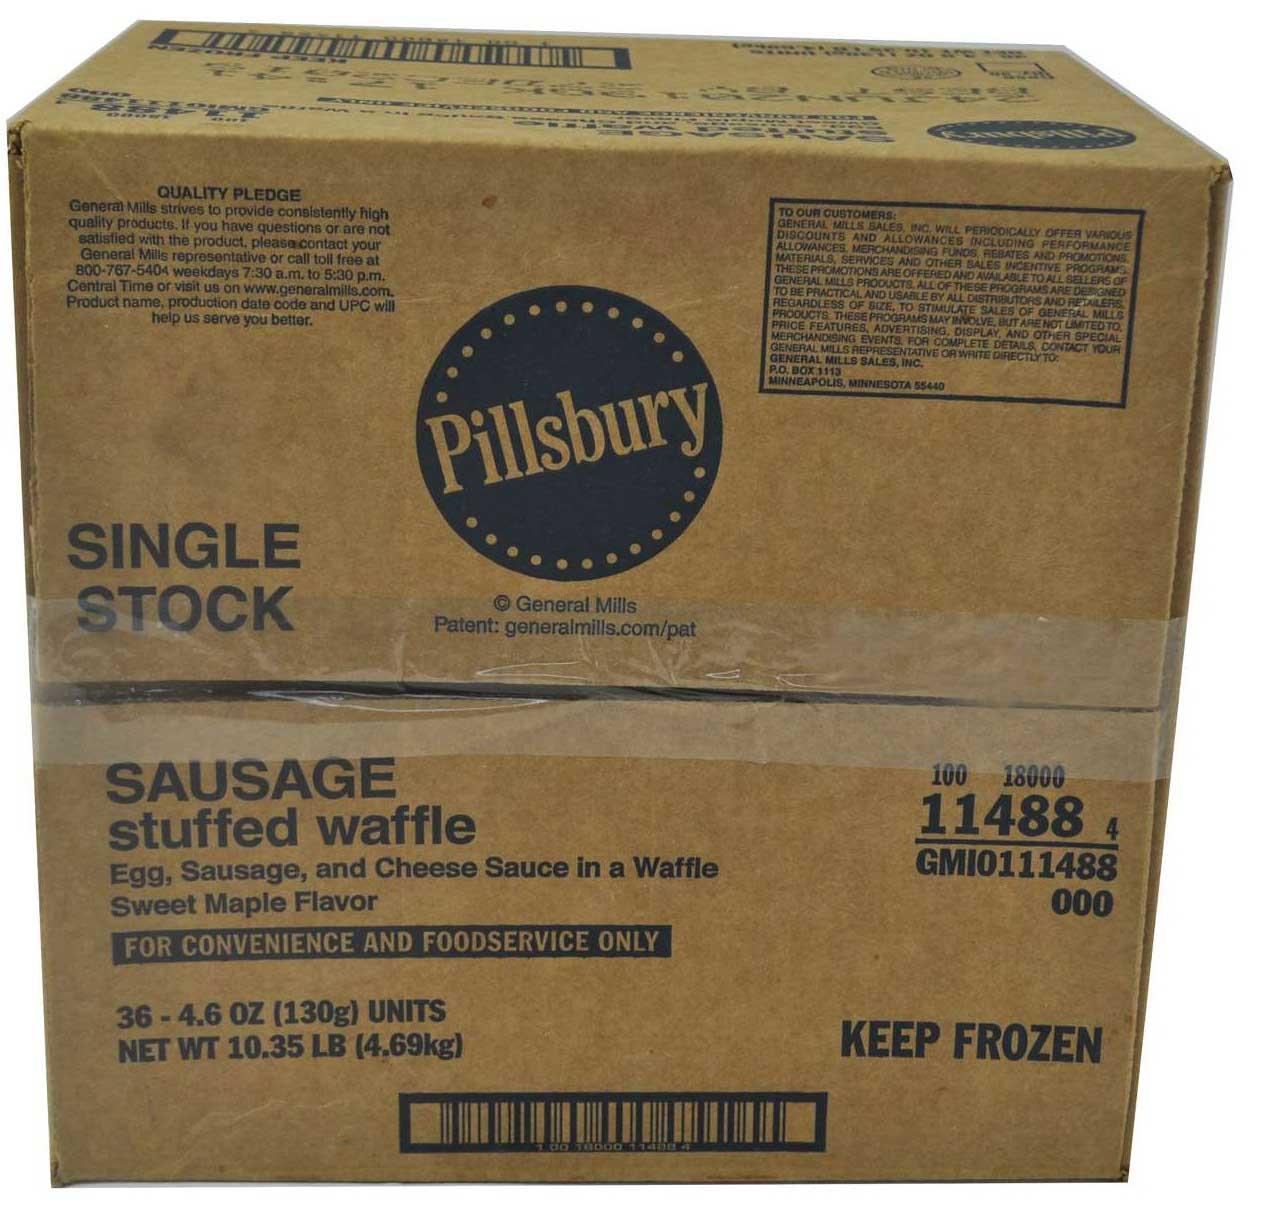 KEEP FROZEN
Pillsbury
QUALITY PLEDGE
General Mills strives to provide consistently high
quality products. If you have questions or are not
satisfied with the product, please contact your
General Mills representative or call toll free at
800-767-5404 weekdays 7:30 a.m. to 5:30 p.m.
Central Time or visit us on www.generalmills.com.
Product name, production date code and UPC will
help us serve you better.
TO OUR CUSTOMERS:
GENERAL MILLS SALES, INC. WILL PERIODICALLY OFFER VARIOUS
DISCOUNTS AND ALLOWANCES (INCLUDING PERFORMANCE
ALLOWANCES, MERCHANDISING FUNDS, REBATES AND PROMOTIONS,
MATERIALS, SERVICES AND OTHER SALES INCENTIVE PROGRAMS.
THESE PROMOTIONS ARE OFFERED AND AVAILABLE TO ALL SELLERS OF
GENERAL MILLS PRODUCTS. ALL OF THESE PROGRAMS ARE DESIGNED
TO BE PRACTICAL AND USABLE BY ALL DISTRIBUTORS AND RETAILERS,
REGARDLESS OF SIZE, TO STIMULATE SALES OF GENERAL MILLS
PRODUCTS. THESE PROGRAMS MAY INVOLVE, BUT ARE NOT LIMITED TO,
PRICE FEATURES, ADVERTISING, DISPLAY, AND OTHER SPECIAL
MERCHANDISING EVENTS. FOR COMPLETE DETAILS, CONTACT YOUR
GENERAL MILLS REPRESENTATIVE OR WRITE DIRECTLY TO:
GENERAL MILLS SALES, INC.
P.O. BOX 1113
MINNEAPOLIS, MINNESOTA 55440
Pillsbury
SINGLE
STOCK
© General Mills
Patent: generalmills.com/pat
SAUSAGE
stuffed waffle
Egg, Sausage, and Cheese Sauce in a Waffle
Sweet Maple Flavor
FOR CONVENIENCE AND FOODSERVICE ONLY
100 18000
11488 4
GMI0111488
000
36 - 4.6 OZ (130g) UNITS
NET WT 10.35 LB (4.69kg)
KEEP FROZEN
1 00 18000 11488 4